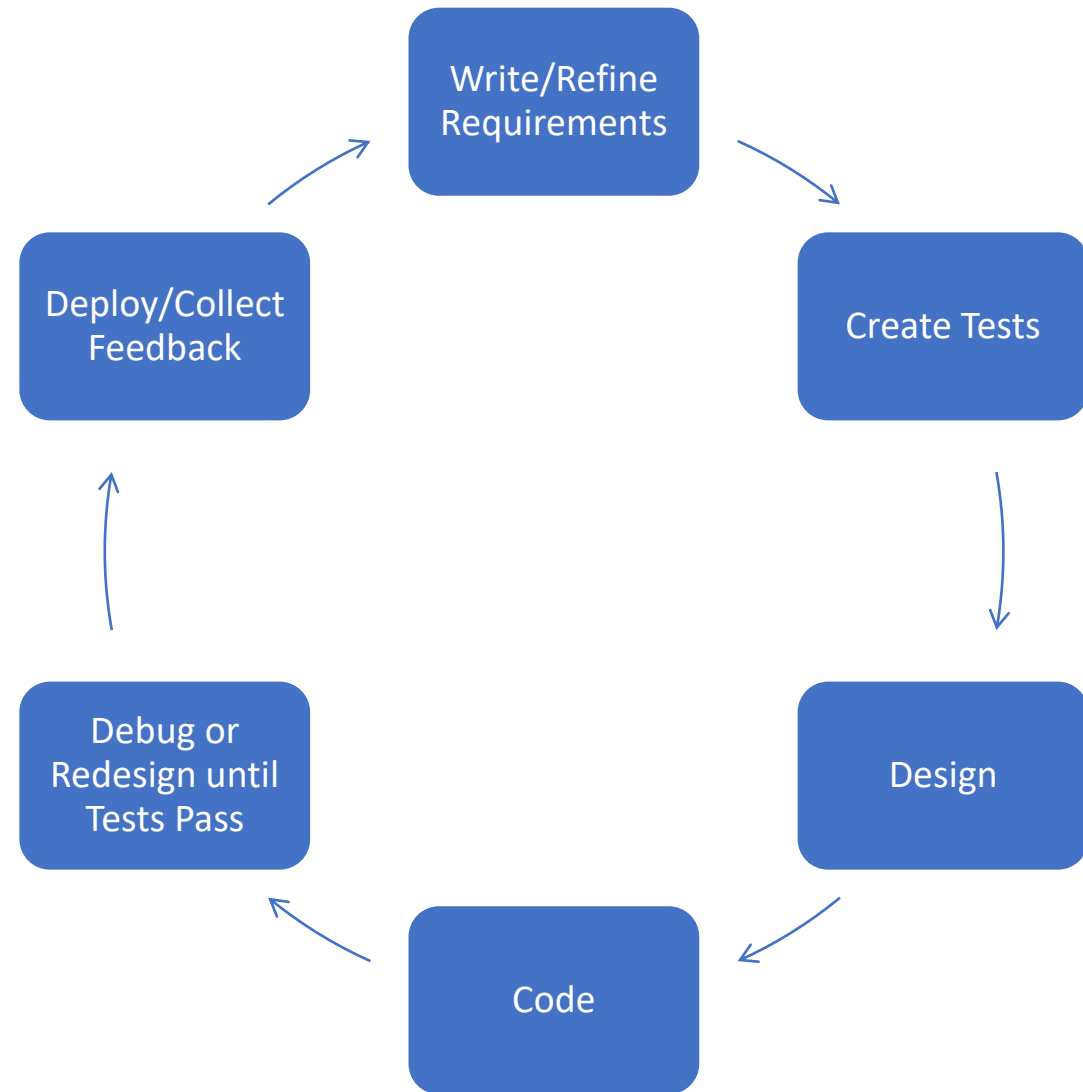 Write/Refine
Requirements
Create Tests
Design
Code
Debug or
Redesign until
Tests Pass
Deploy/Collect
Feedback